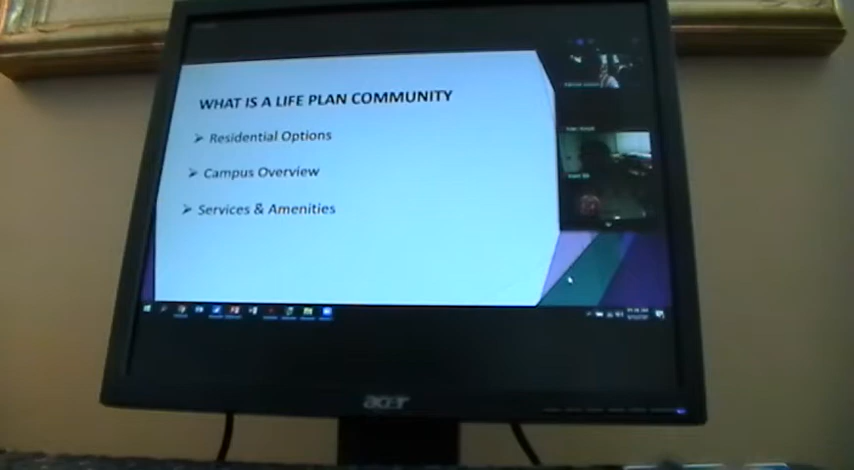 WHAT IS A LIFE PLAN COMMUNITY
➢ Residential Options
➢ Campus Overview
➢ Services & Amenities
acer